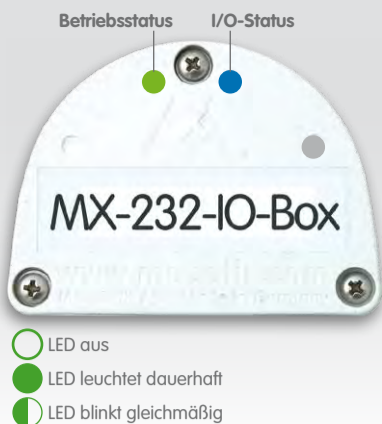 Betriebsstatus I/O-Status
MX-232-IO-Box
LED aus
LED leuchtet dauerhaft
LED blinkt gleichmäßig